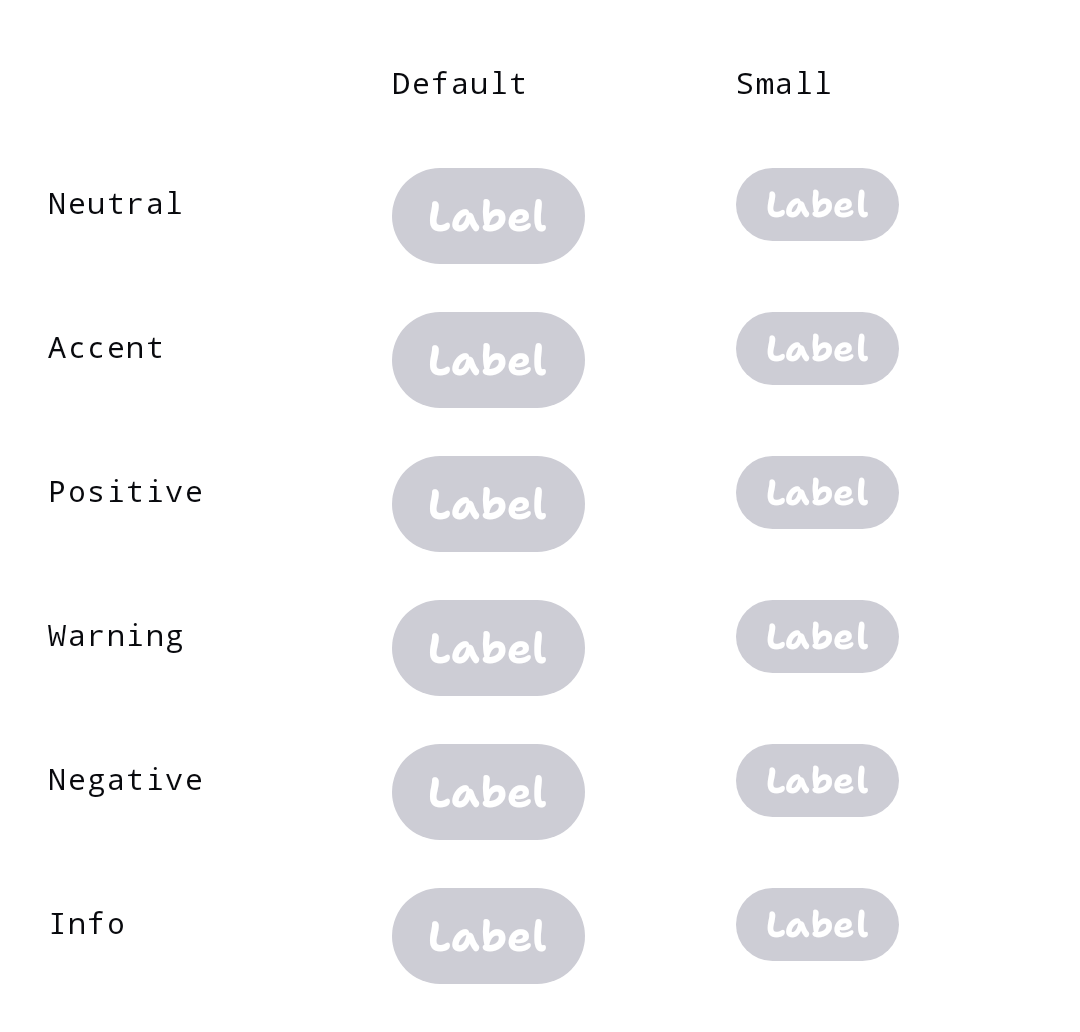 Default Small
Neutral Label Label
Accent Label Label
Positive Label Label
Warning Label Label
Negative Label Label
Info Label Label